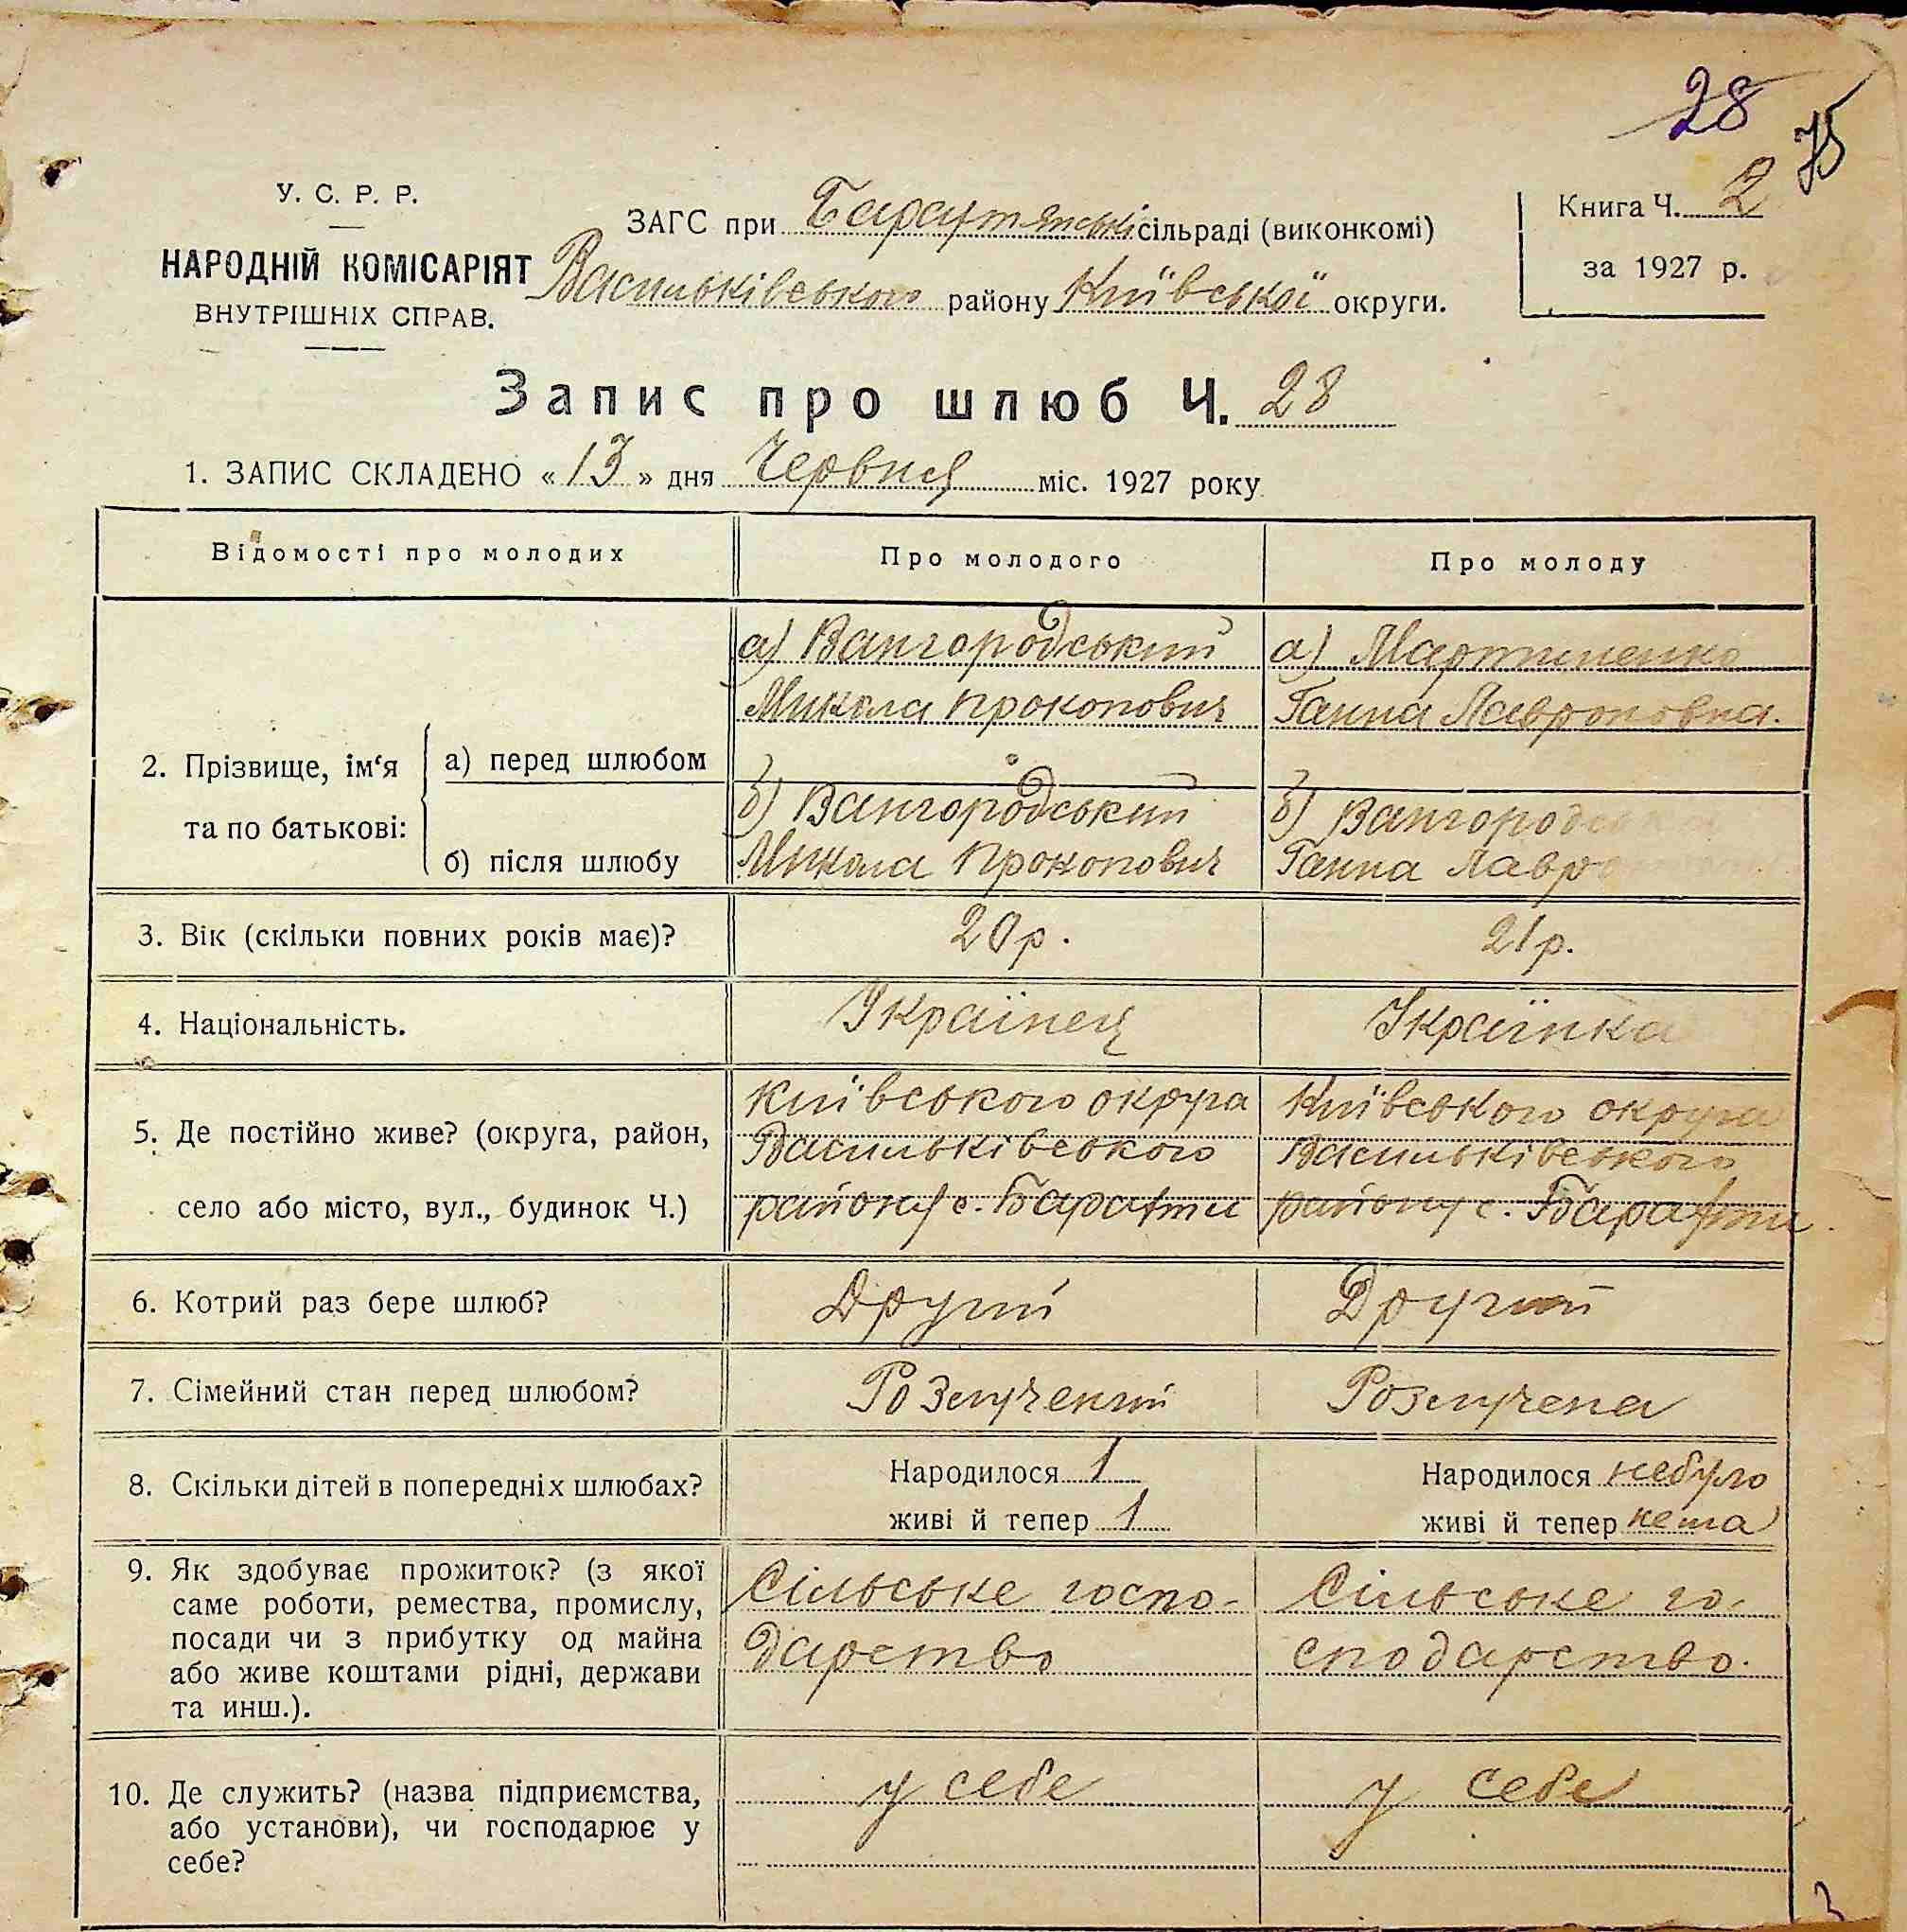 28
75
У. С. Р. Р.
НАРОДНІЙ КОМІСАРІЯТ
ВНУТРІШНІХ СПРАВ.
ЗАГС при Барахтянські сільраді (виконкомі)
Васильківського району Київської округи.
Книга Ч. 2
за 1927 р.
Запис про шлюб Ч. 28
1. ЗАПИС СКЛАДЕНО « 13 » дня Червня міс. 1927 року
Відомості про молодих
Про молодого
Про молоду
2. Прізвище, ім‘я
та по батькові:
а) перед шлюбом
б) після шлюбу
а) Вангородський
Микола Прокопович
б) Вангородський
Микола Прокопович
а) Мартиненко
Ганна Лавроновна.
б) Вангородська
Ганна Лавро
3. Вік (скільки повних років має)?
20 р.
21 р.
4. Національність.
Українец
Українка
5. Де постійно живе? (округа, район,
село або місто, вул., будинок Ч.)
Київського округа
Васильківського
району с. Барахти
Київського округа
Васильківського
району с. Барахти.
6. Котрий раз бере шлюб?
Другий
Другий
7. Сімейний стан перед шлюбом?
Розлучений
Розлучена
8. Скільки дітей в попередніх шлюбах?
Народилося 1
живі й тепер 1
Народилося небуло
живі й тепер нема
9. Як здобуває прожиток? (з якої
саме роботи, ремества, промислу,
посади чи з прибутку од майна
або живе коштами рідні, держави
та инш.).
Сільське госпо-
дарство
Сільське го-
сподарство.
10. Де служить? (назва підприємства,
або установи), чи господарює у
себе?
у себе
у себе